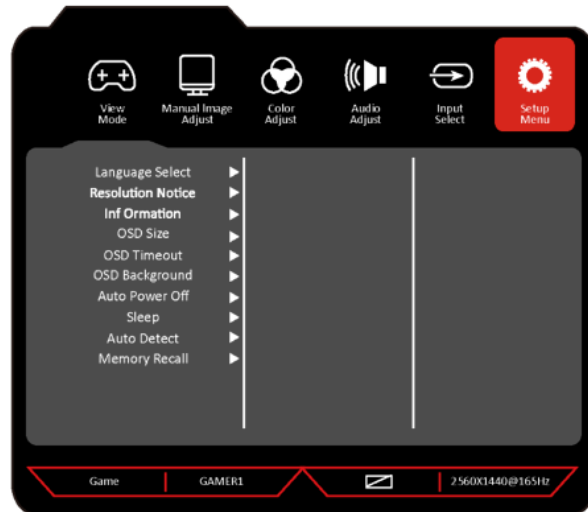 View
Mode
Manual Image
Adjust
Color
Adjust
Audio
Adjust
Input
Select
Setup
Menu
Language Select
Resolution Notice
Inf Ormation
OSD Size
OSD Timeout
OSD Background
Auto Power Off
Sleep
Auto Detect
Memory Recall
Game
GAMER1
2560X1440@165Hz